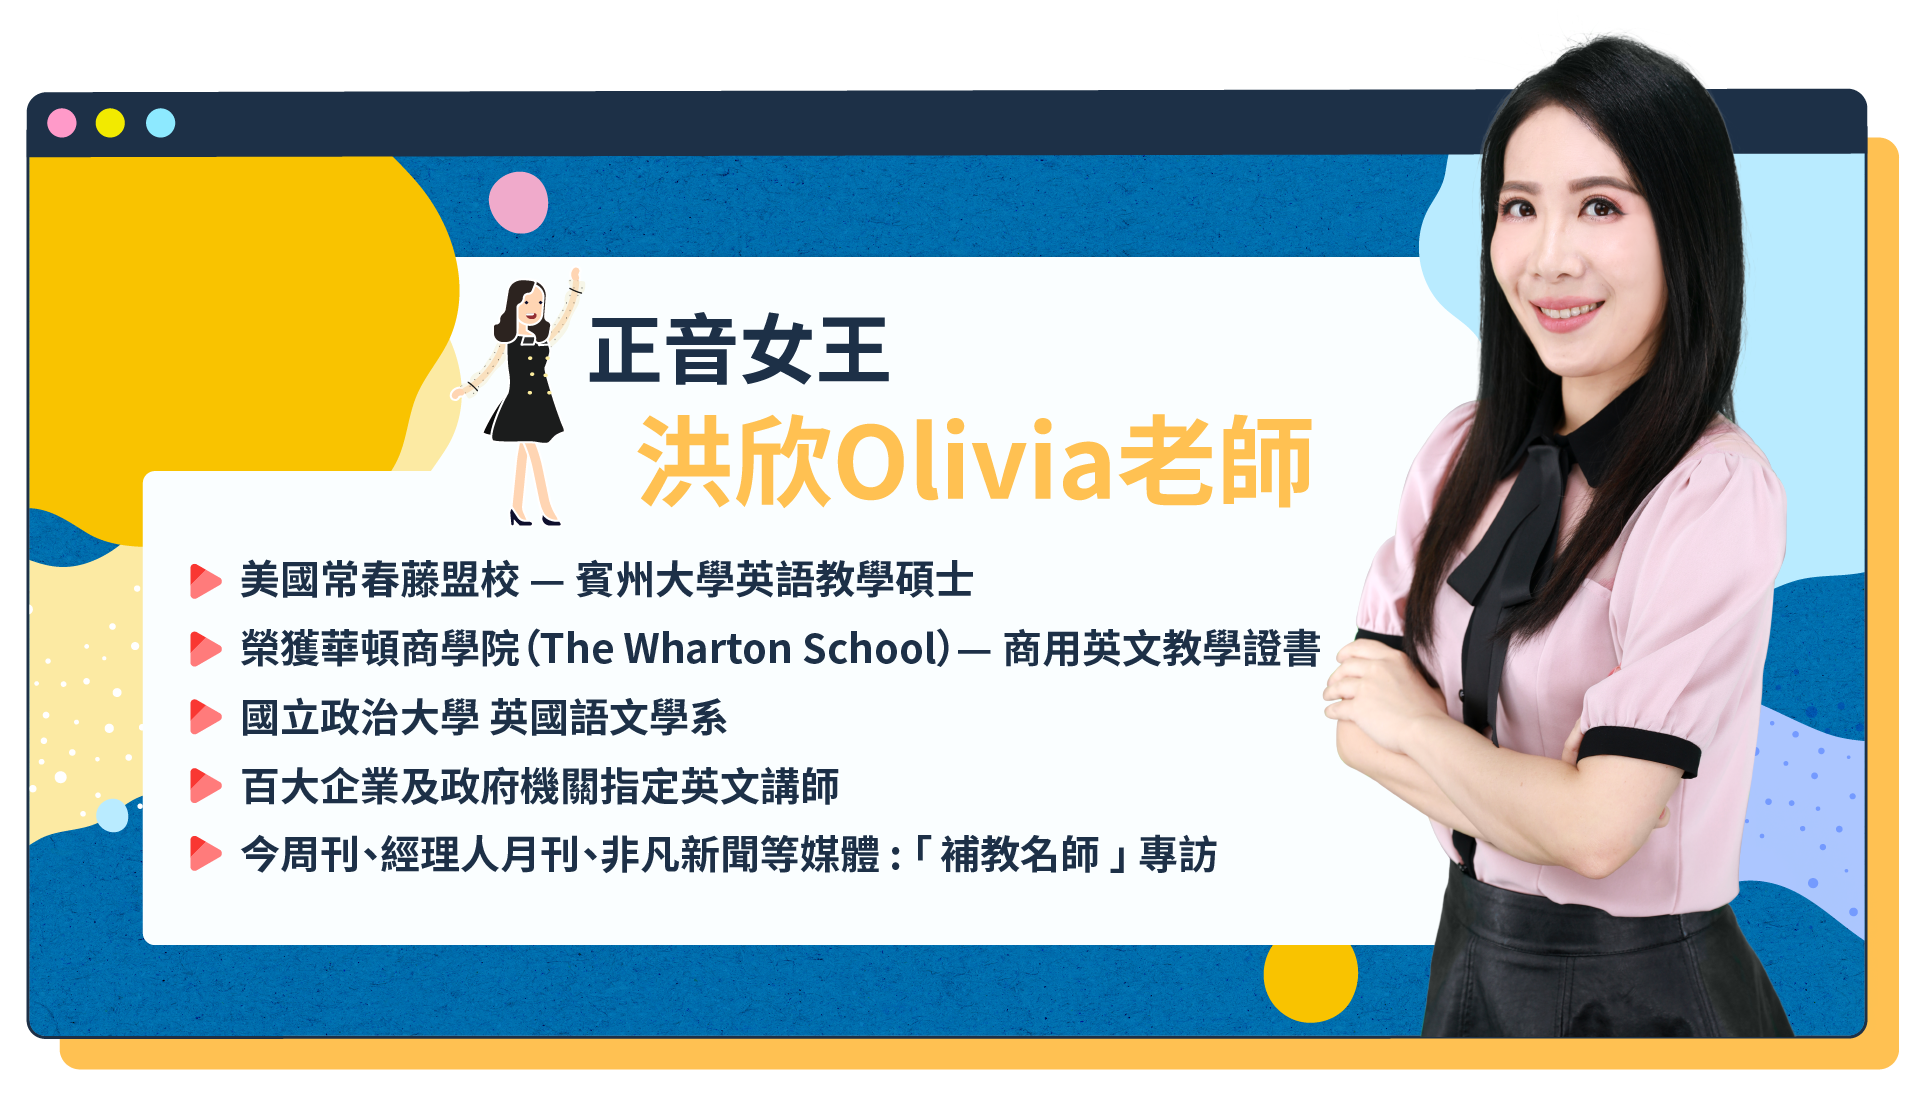 正音女王
洪欣Olivia老師
美國常春藤盟校 — 賓州大學英語教學碩士
榮獲華頓商學院（The Wharton School）— 商用英文教學證書
國立政治大學 英國語文學系
百大企業及政府機關指定英文講師
今周刊、經理人月刊、非凡新聞等媒體 :「 補教名師 」專訪